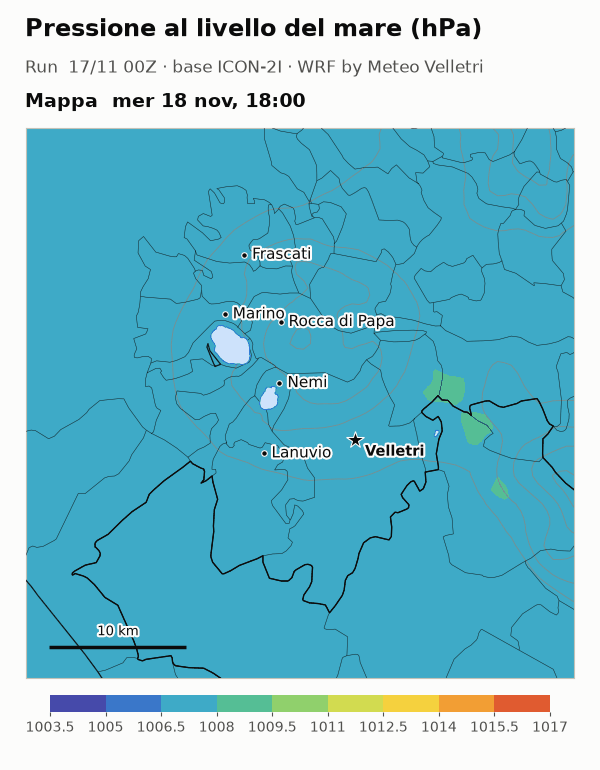 Pressione al livello del mare (hPa)
Run  17/11 00Z · base ICON-2I · WRF by Meteo Velletri
Mappa  mer 18 nov, 18:00
Frascati
Marino
Rocca di Papa
Nemi
Velletri
Lanuvio
10 km
1003.5 1005 1006.5 1008 1009.5 1011 1012.5 1014 1015.5 1017